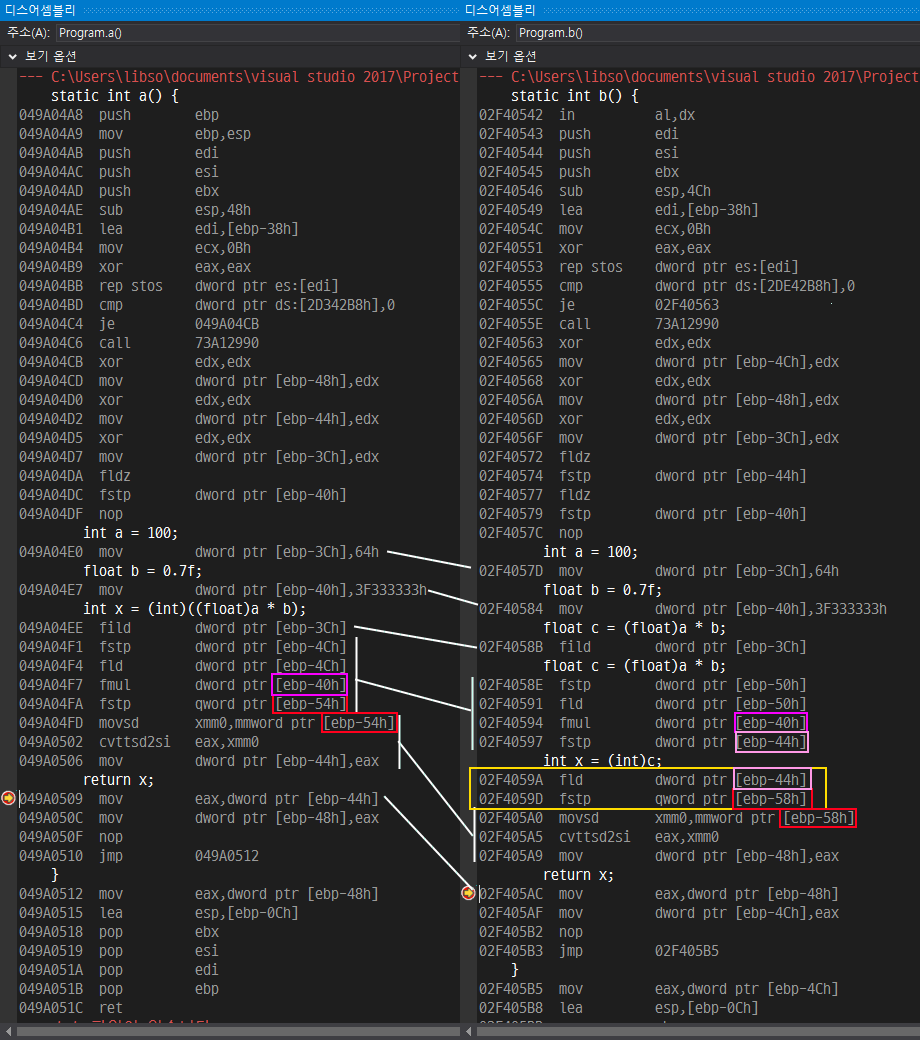 디스어셈블리
주소(A): Program.a()
보기 옵션
--- C:\Users\libso\documents\visual studio 2017\Project
static int a() {
049A04A8 push ebp
049A04A9 mov ebp,esp
049A04AB push edi
049A04AC push esi
049A04AD push ebx
049A04AE sub esp,48h
049A04B1 lea edi,[ebp-38h]
049A04B4 mov ecx,0Bh
049A04B9 xor eax,eax
049A04BB rep stos dword ptr es:[edi]
049A04BD cmp dword ptr ds:[2D342B8h],0
049A04C4 je 049A04CB
049A04C6 call 73A12990
049A04CB xor edx,edx
049A04CD mov dword ptr [ebp-48h],edx
049A04D0 xor edx,edx
049A04D2 mov dword ptr [ebp-44h],edx
049A04D5 xor edx,edx
049A04D7 mov dword ptr [ebp-3Ch],edx
049A04DA fldz
049A04DC fstp dword ptr [ebp-40h]
049A04DF nop
int a = 100;
049A04E0 mov dword ptr [ebp-3Ch],64h
float b = 0.7f;
049A04E7 mov dword ptr [ebp-40h],3F333333h
int x = (int)((float)a * b);
049A04EE fild dword ptr [ebp-3Ch]
049A04F1 fstp dword ptr [ebp-4Ch]
049A04F4 fld dword ptr [ebp-4Ch]
049A04F7 fmul dword ptr [ebp-40h]
049A04FA fstp qword ptr [ebp-54h]
049A04FD movsd xmm0,mmword ptr [ebp-54h]
049A0502 cvttsd2si eax,xmm0
049A0506 mov dword ptr [ebp-44h],eax
return x;
049A0509 mov eax,dword ptr [ebp-44h]
049A050C mov dword ptr [ebp-48h],eax
049A050F nop
049A0510 jmp 049A0512
}
049A0512 mov eax,dword ptr [ebp-48h]
049A0515 lea esp,[ebp-0Ch]
049A0518 pop ebx
049A0519 pop esi
049A051A pop edi
049A051B pop ebp
049A051C ret
디스어셈블리
주소(A): Program.b()
보기 옵션
--- C:\Users\libso\documents\visual studio 2017\Project
static int b() {
02F40542 in al,dx
02F40543 push edi
02F40544 push esi
02F40545 push ebx
02F40546 sub esp,4Ch
02F40549 lea edi,[ebp-38h]
02F4054C mov ecx,0Bh
02F40551 xor eax,eax
02F40553 rep stos dword ptr es:[edi]
02F40555 cmp dword ptr ds:[2DE42B8h],0
02F4055C je 02F40563
02F4055E call 73A12990
02F40563 xor edx,edx
02F40565 mov dword ptr [ebp-4Ch],edx
02F40568 xor edx,edx
02F4056A mov dword ptr [ebp-48h],edx
02F4056D xor edx,edx
02F4056F mov dword ptr [ebp-3Ch],edx
02F40572 fldz
02F40574 fstp dword ptr [ebp-44h]
02F40577 fldz
02F40579 fstp dword ptr [ebp-40h]
02F4057C nop
int a = 100;
02F4057D mov dword ptr [ebp-3Ch],64h
float b = 0.7f;
02F40584 mov dword ptr [ebp-40h],3F333333h
float c = (float)a * b;
02F4058B fild dword ptr [ebp-3Ch]
float c = (float)a * b;
02F4058E fstp dword ptr [ebp-50h]
02F40591 fld dword ptr [ebp-50h]
02F40594 fmul dword ptr [ebp-40h]
02F40597 fstp dword ptr [ebp-44h]
int x = (int)c;
02F4059A fld dword ptr [ebp-44h]
02F4059D fstp qword ptr [ebp-58h]
02F405A0 movsd xmm0,mmword ptr [ebp-58h]
02F405A5 cvttsd2si eax,xmm0
02F405A9 mov dword ptr [ebp-48h],eax
return x;
02F405AC mov eax,dword ptr [ebp-48h]
02F405AF mov dword ptr [ebp-4Ch],eax
02F405B2 nop
02F405B3 jmp 02F405B5
}
02F405B5 mov eax,dword ptr [ebp-4Ch]
02F405B8 lea esp,[ebp-0Ch]